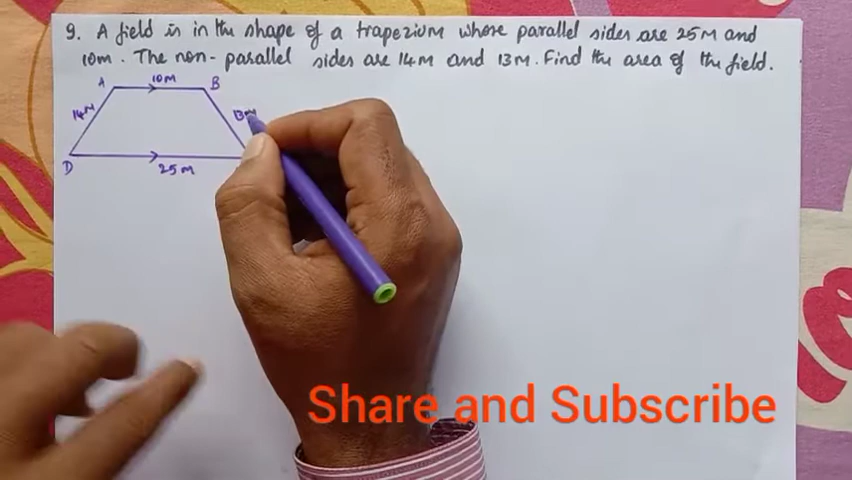 9. A field is in the shape of a trapezium whose parallel sides are 25m and
10m. The non-parallel sides are 14m and 13m. Find the area of the field.
A 10m B
14m 13m
D 25m
Share and Subscribe